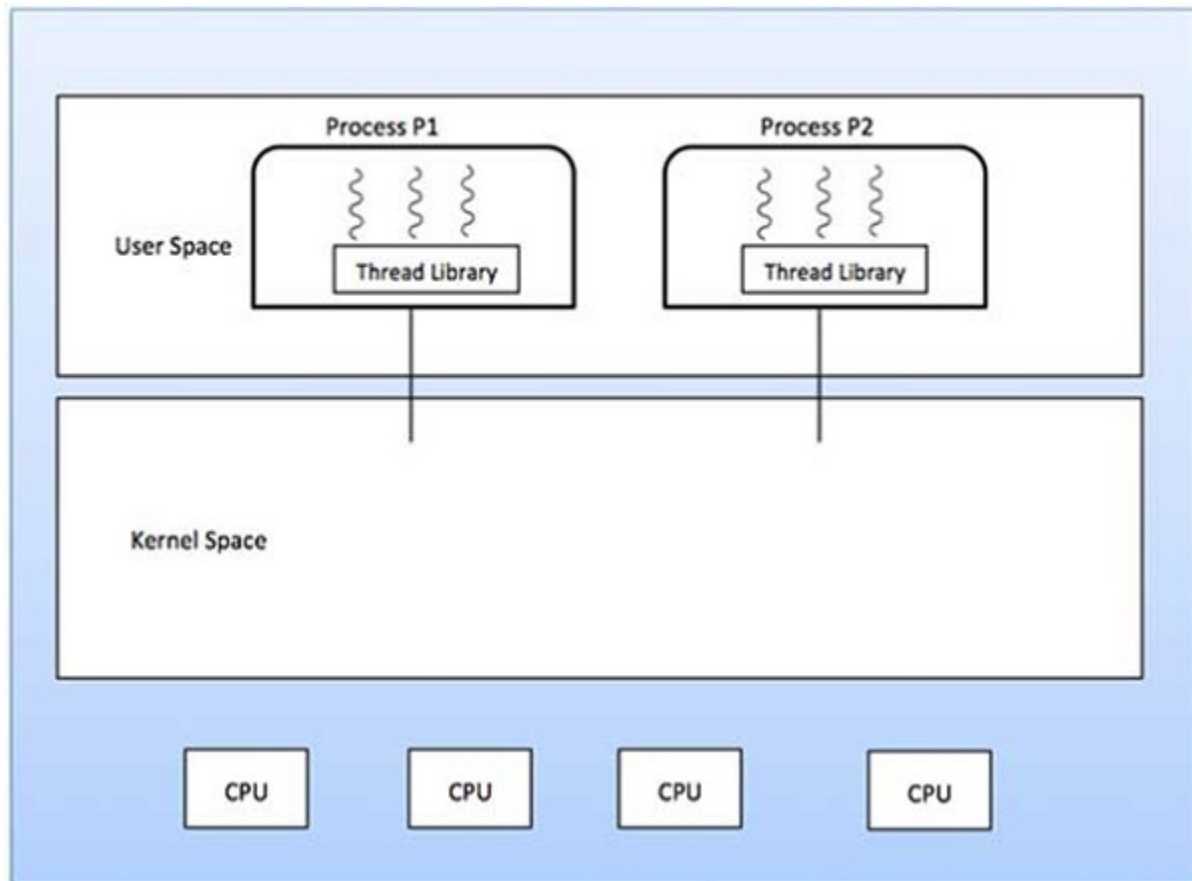 Process P1
Process P2
User Space
Thread Library
Thread Library
Kernel Space
CPU
CPU
CPU
CPU